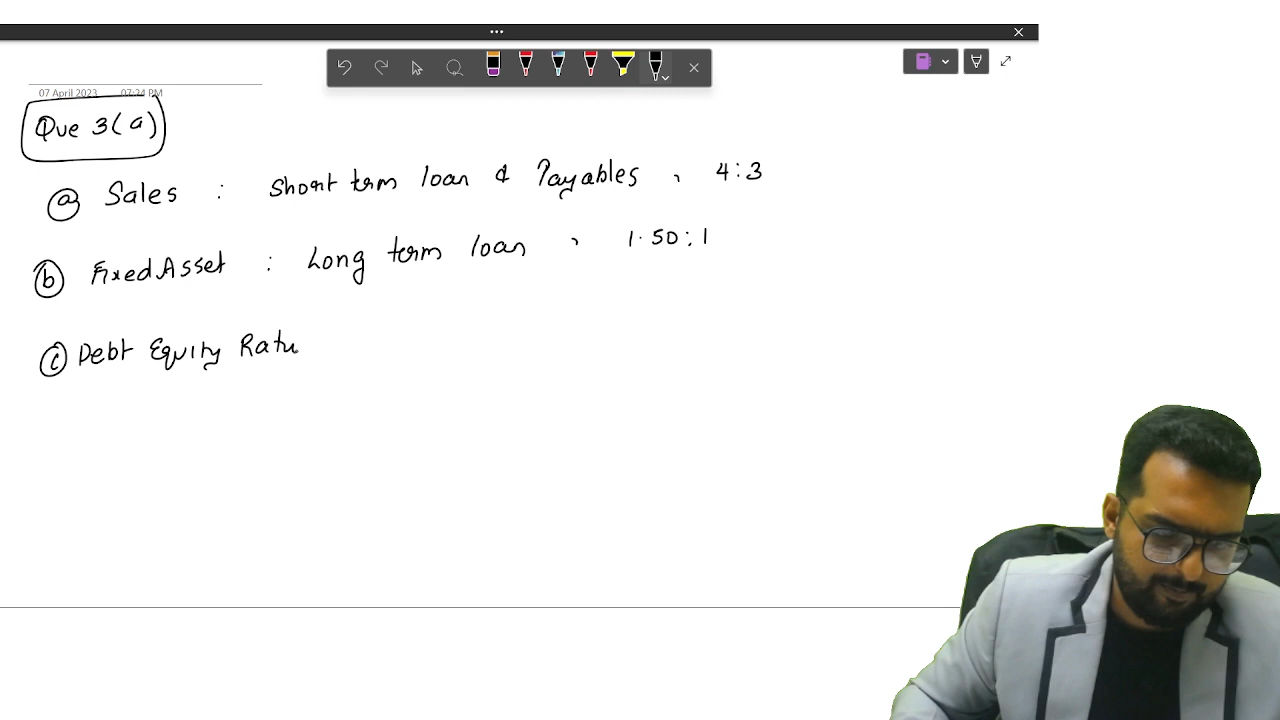 07 April 2023 07:24 PM
Que 3(a)
(a) Sales : Short term loan & Payables , 4:3
(b) Fixed Asset : Long term loan , 1.50:1
(c) Debt Equity Ratio